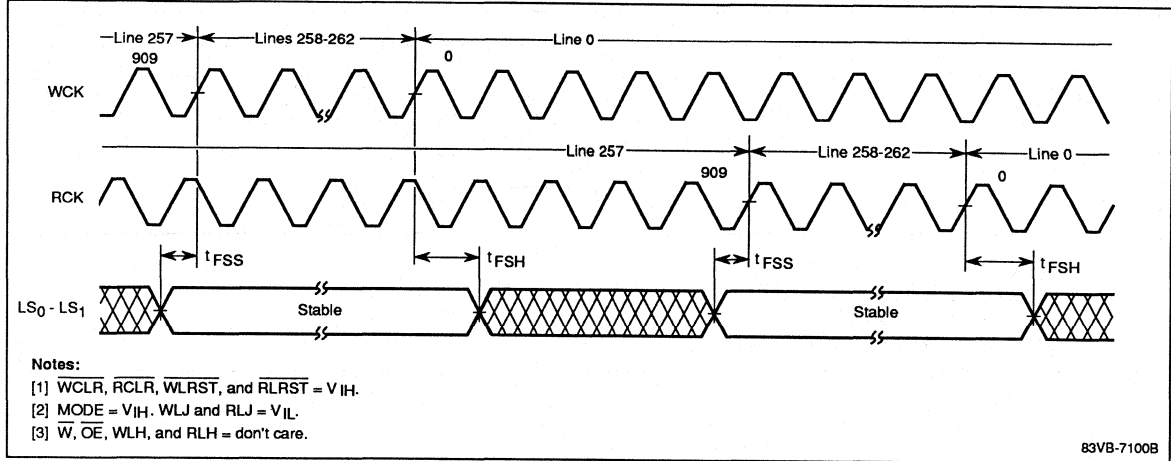 Line 257 Lines 258-262 Line 0
909 0
WCK
Line 257 Line 258-262 Line 0
909 0
RCK
tFSS tFSH tFSS tFSH
LS0 - LS1 Stable Stable
Notes:
[1] WCLR, RCLR, WLRST, and RLRST = VIH.
[2] MODE = VIH. WLJ and RLJ = VIL.
[3] W, OE, WLH, and RLH = don't care.
83VB-7100B